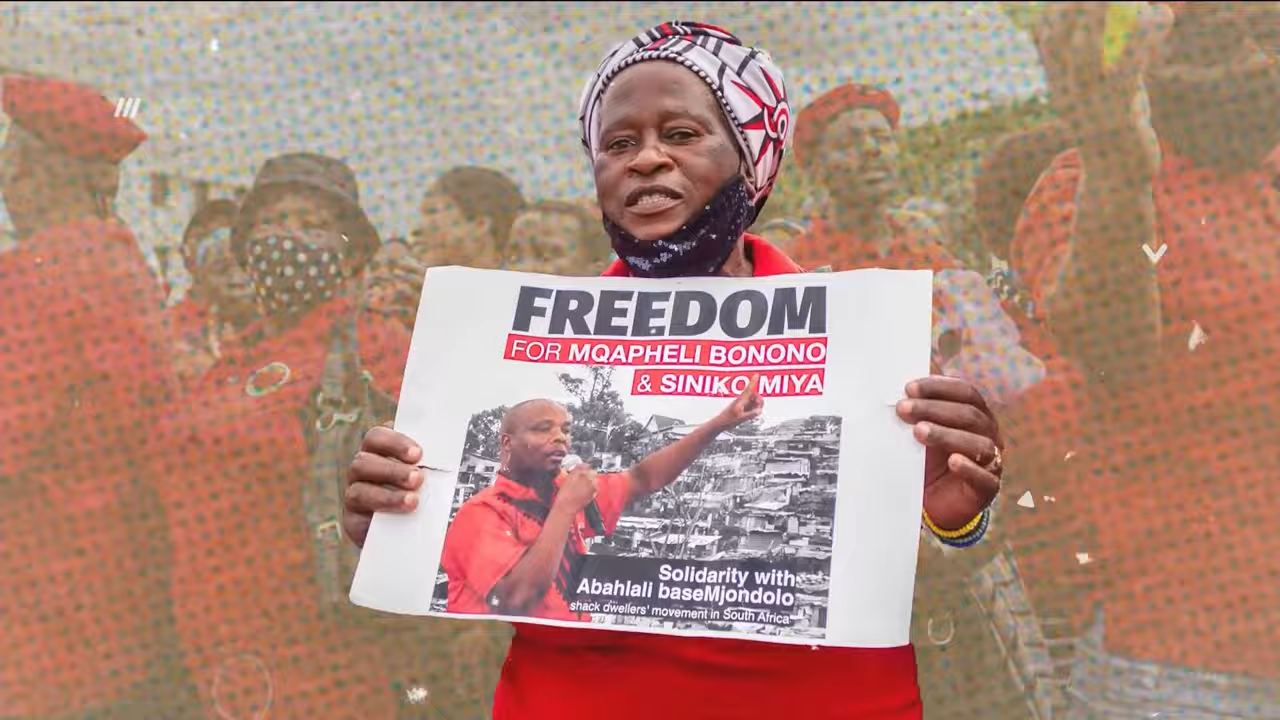 FREEDOM
FOR MQAPHELI BONONO
& SINIKO MIYA
Solidarity with
Abahlali baseMjondolo
shack dwellers' movement in South Africa